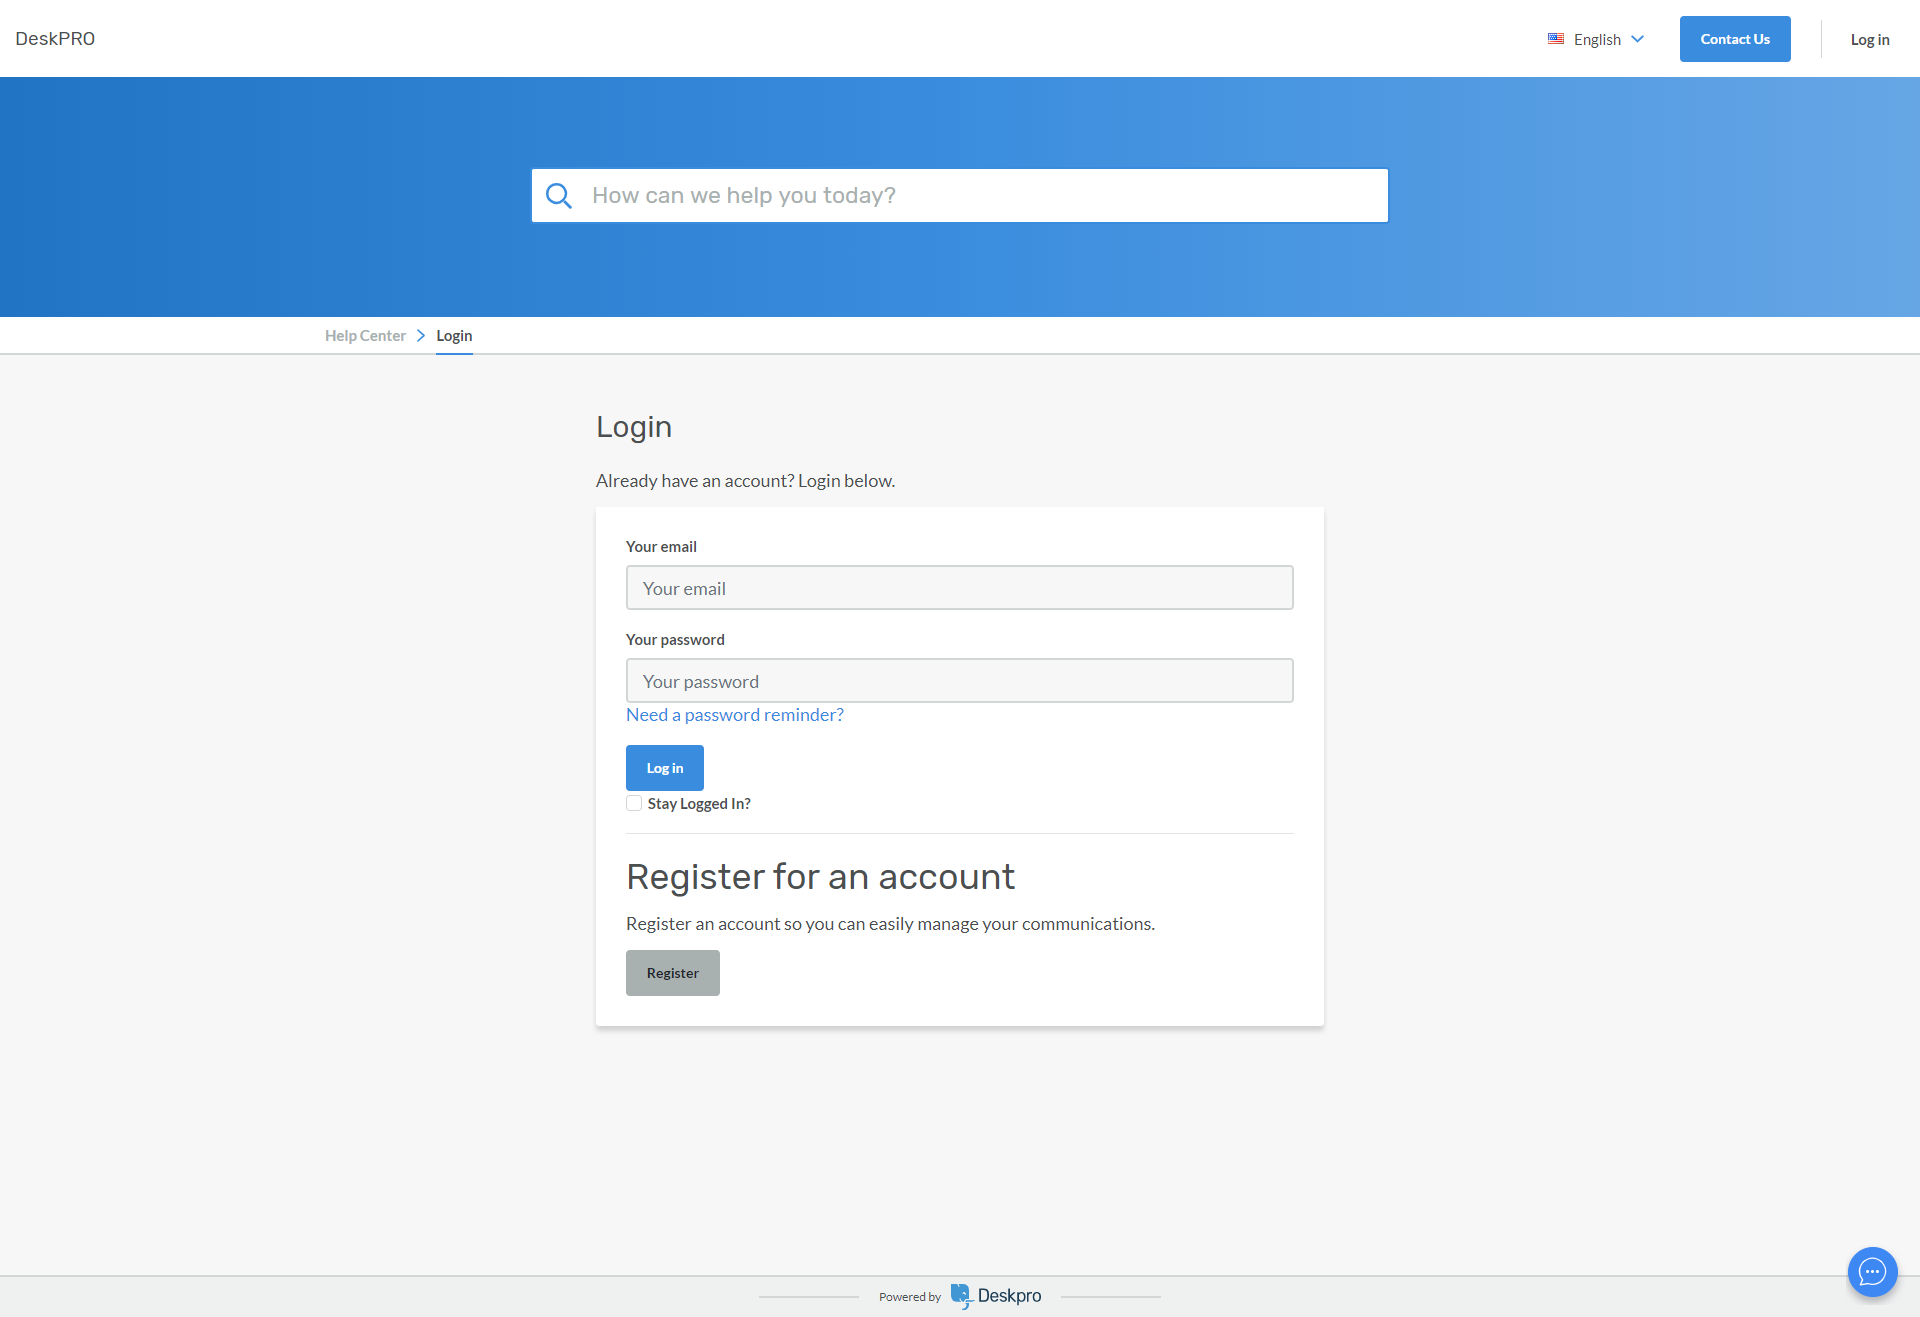 DeskPRO
English
Contact Us
Log in
How can we help you today?
Help Center
Login
Login
Already have an account? Login below.
Your email
Your email
Your password
Your password
Need a password reminder?
Log in
Stay Logged In?
Register for an account
Register an account so you can easily manage your communications.
Register
Powered by Deskpro